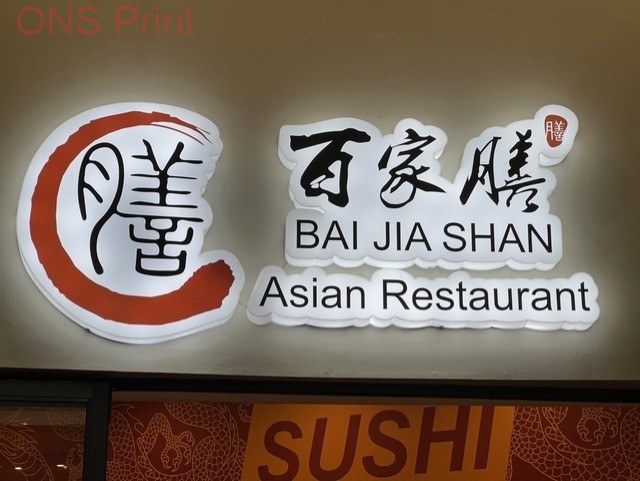 ONS Print
膳
百家膳
膳
BAI JIA SHAN
Asian Restaurant
SUSHI